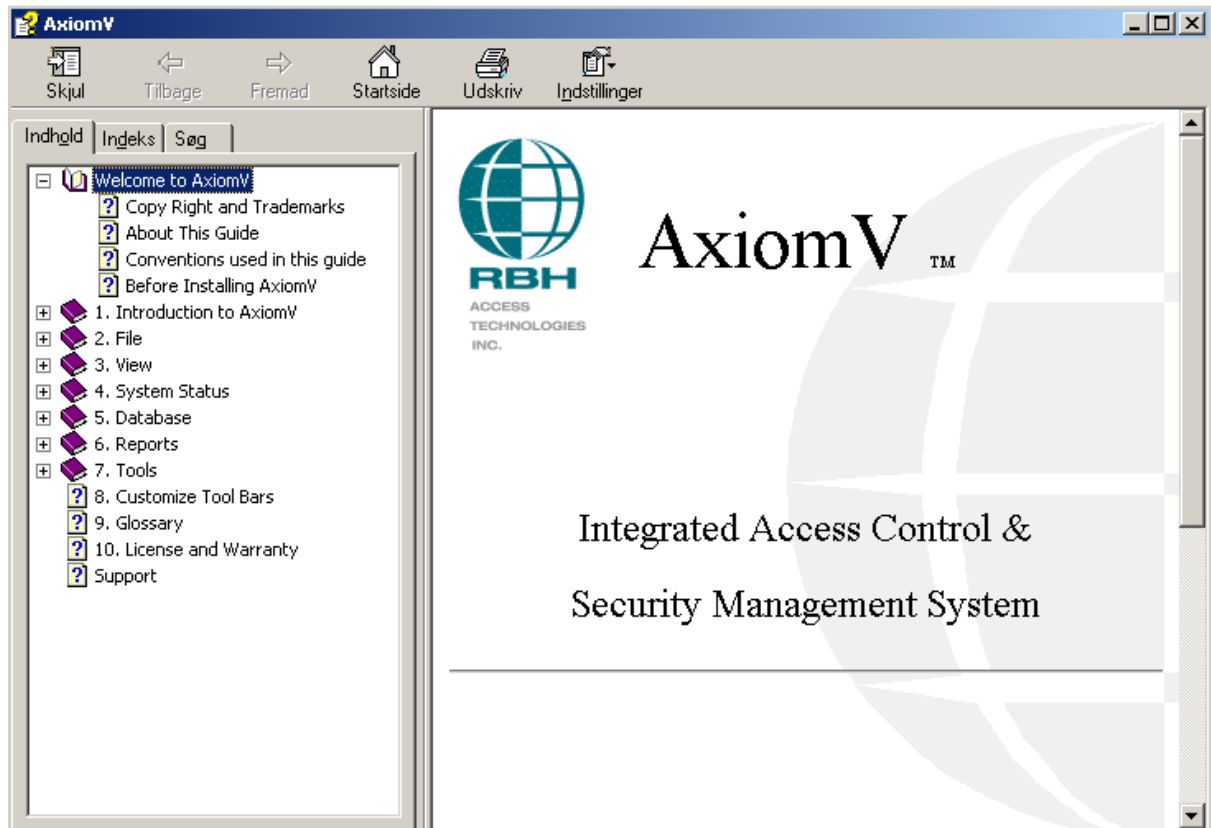 AxiomV
Skjul Tilbage Fremad Startside Udskriv Indstillinger
Indhold Indeks Søg
Welcome to AxiomV
Copy Right and Trademarks
About This Guide
Conventions used in this guide
Before Installing AxiomV
1. Introduction to AxiomV
2. File
3. View
4. System Status
5. Database
6. Reports
7. Tools
8. Customize Tool Bars
9. Glossary
10. License and Warranty
Support
RBH
ACCESS
TECHNOLOGIES
INC.
AxiomV TM
Integrated Access Control &
Security Management System